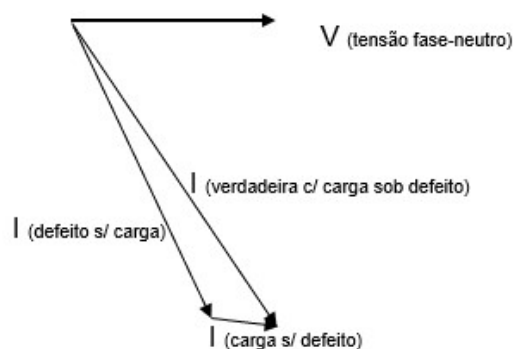 V (tensão fase-neutro)
I (verdadeira c/ carga sob defeito)
I (defeito s/ carga)
I (carga s/ defeito)